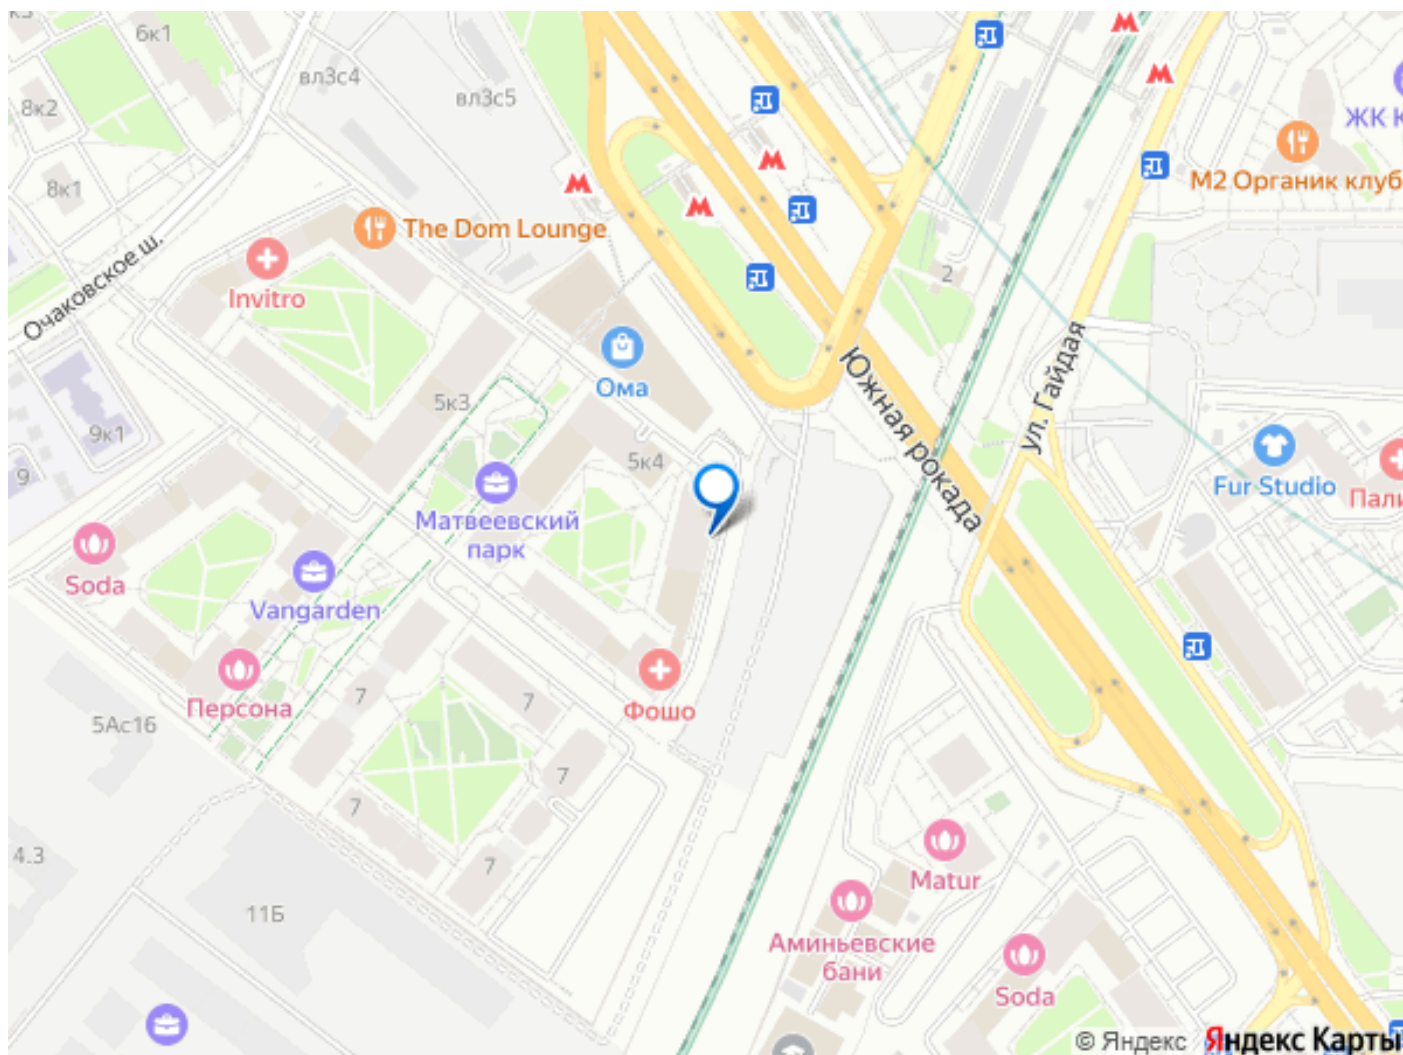 6к1
вл3с4
вл3с5
8к2
8к1
ЖК К
М2 Органик клуб
The Dom Lounge
Invitro
Очаковское ш.
2
Ома
Южная рокада
ул. Гайдая
5к3
9к1
9
5к4
Матвеевский
парк
Fur Studio
Пали
Soda
Vangarden
Персона
Фошо
7
7
7
7
7
5Ас16
4.3
11Б
Matur
Аминьевские
бани
Soda
© Яндекс Яндекс Карты